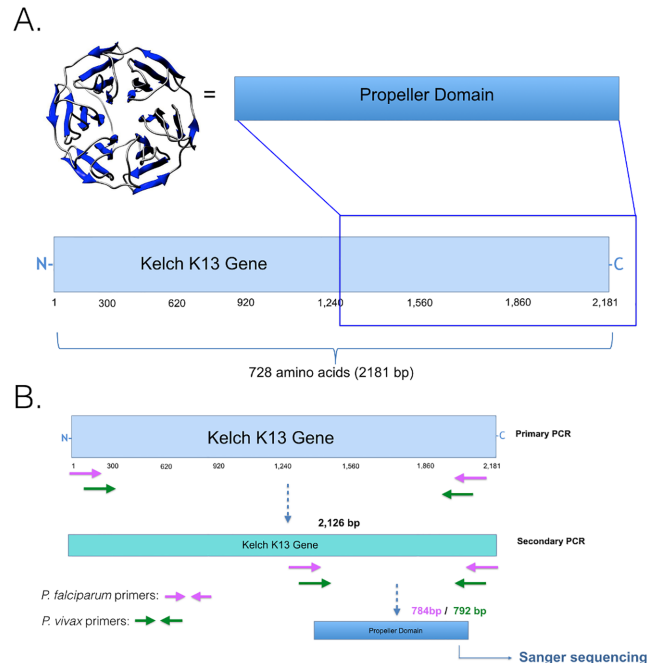 A.
=
Propeller Domain
N-
Kelch K13 Gene
-C
1 300 620 920 1,240 1,560 1,860 2,181
728 amino acids (2181 bp)
B.
N-
Kelch K13 Gene
-C
Primary PCR
1 300 620 920 1,240 1,560 1.860 2,181
2,126 bp
Kelch K13 Gene
Secondary PCR
P. falciparum primers:
784bp / 792 bp
P. vivax primers:
Propeller Domain
Sanger sequencing